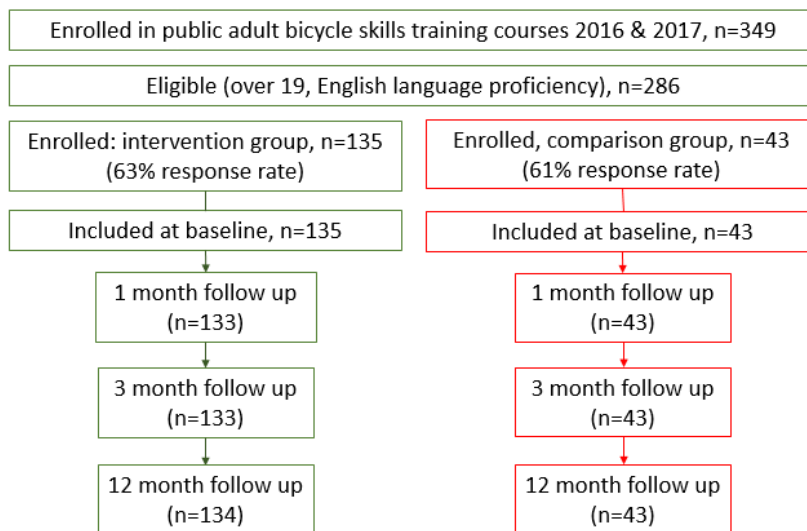 Enrolled in public adult bicycle skills training courses 2016 & 2017, n=349
Eligible (over 19, English language proficiency), n=286
Enrolled: intervention group, n=135
(63% response rate)
Enrolled, comparison group, n=43
(61% response rate)
Included at baseline, n=135
Included at baseline, n=43
1 month follow up
(n=133)
1 month follow up
(n=43)
3 month follow up
(n=133)
3 month follow up
(n=43)
12 month follow up
(n=134)
12 month follow up
(n=43)